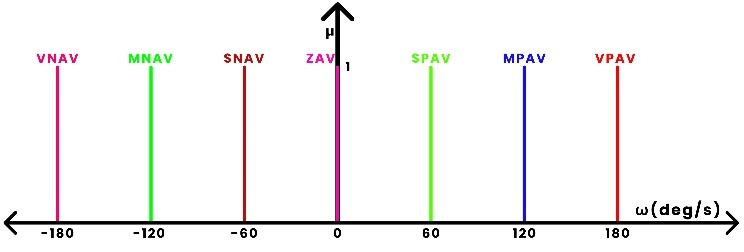 μ
VNAV MNAV SNAV ZAV SPAV MPAV VPAV
1
ω(deg/s)
-180 -120 -60 0 60 120 180